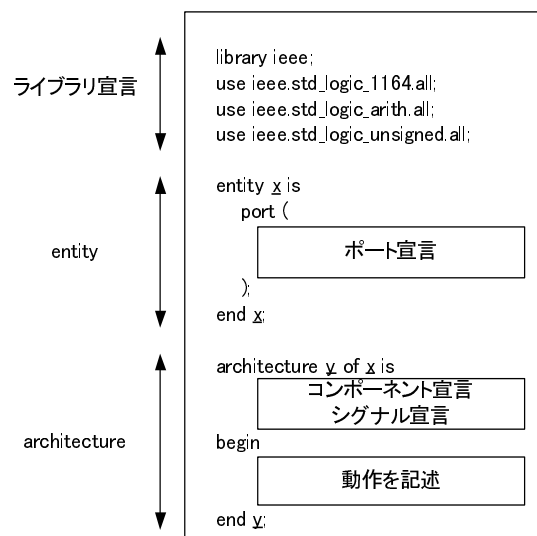 ライブラリ宣言
library ieee;
use ieee.std_logic_1164.all;
use ieee.std_logic_arith.all;
use ieee.std_logic_unsigned.all;
entity
entity x is
port (
ポート宣言
);
end x;
architecture
architecture y of x is
コンポーネント宣言
シグナル宣言
begin
動作を記述
end y;